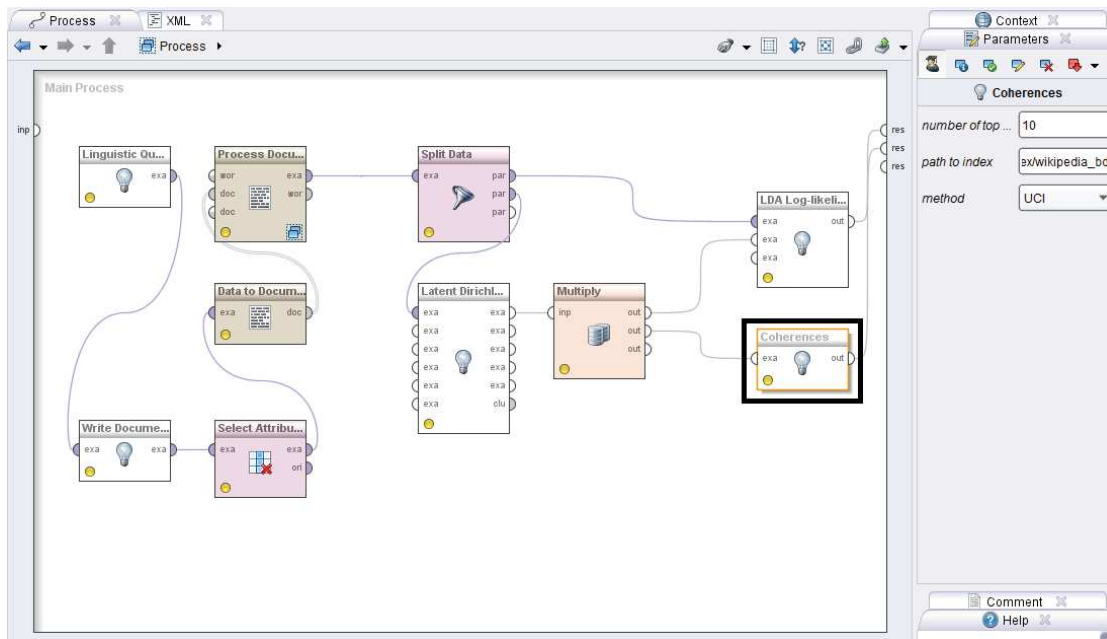 Process
XML
Process
Context
Parameters
Coherences
number of top ...
10
path to index
ex/wikipedia_bo
method
UCI
Main Process
inp
res
res
res
Linguistic Qu...
exa
Process Docu...
wor
doc
doc
exa
wor
Split Data
exa
par
par
par
LDA Log-likeli...
exa
exa
exa
out
Data to Docum...
exa
doc
Latent Dirichl...
exa
exa
exa
exa
exa
exa
exa
exa
exa
exa
exa
clu
Multiply
inp
out
out
out
Coherences
exa
out
Write Docume...
exa
exa
Select Attribu...
exa
exa
ori
Comment
Help